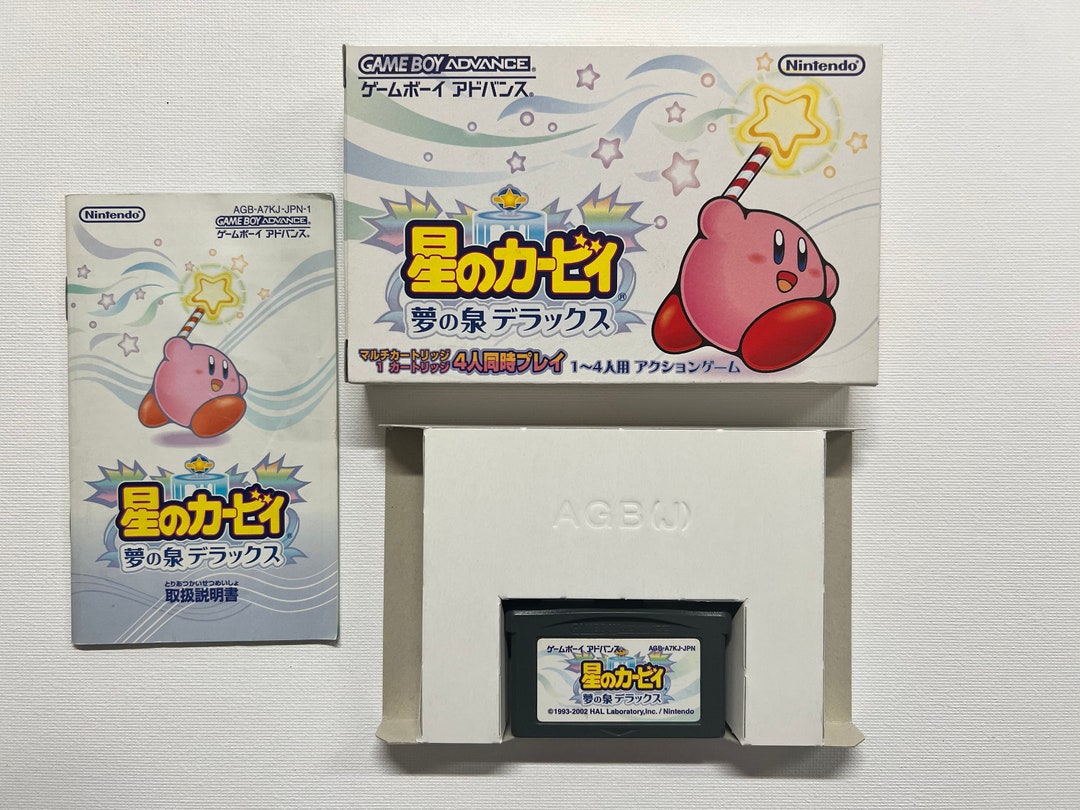 GAME BOY ADVANCE®
ゲームボーイ アドバンス®
Nintendo®
星のカービィ®
夢の泉デラックス
マルチカートリッジ
1 カートリッジ 4人同時プレイ 1〜4人用 アクションゲーム
Nintendo®
AGB-A7KJ-JPN-1
GAME BOY ADVANCE®
ゲームボーイ アドバンス®
星のカービィ®
夢の泉デラックス
とりあつかいせつめいしょ
取扱説明書
AGB(J)
ゲームボーイ アドバンス® AGB-A7KJ-JPN
星のカービィ
夢の泉デラックス
©1993-2002 HAL Laboratory,Inc. / Nintendo